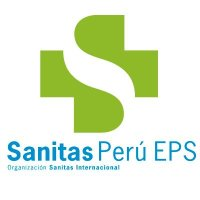 Sanitas Perú EPS
Organización Sanitas Internacional